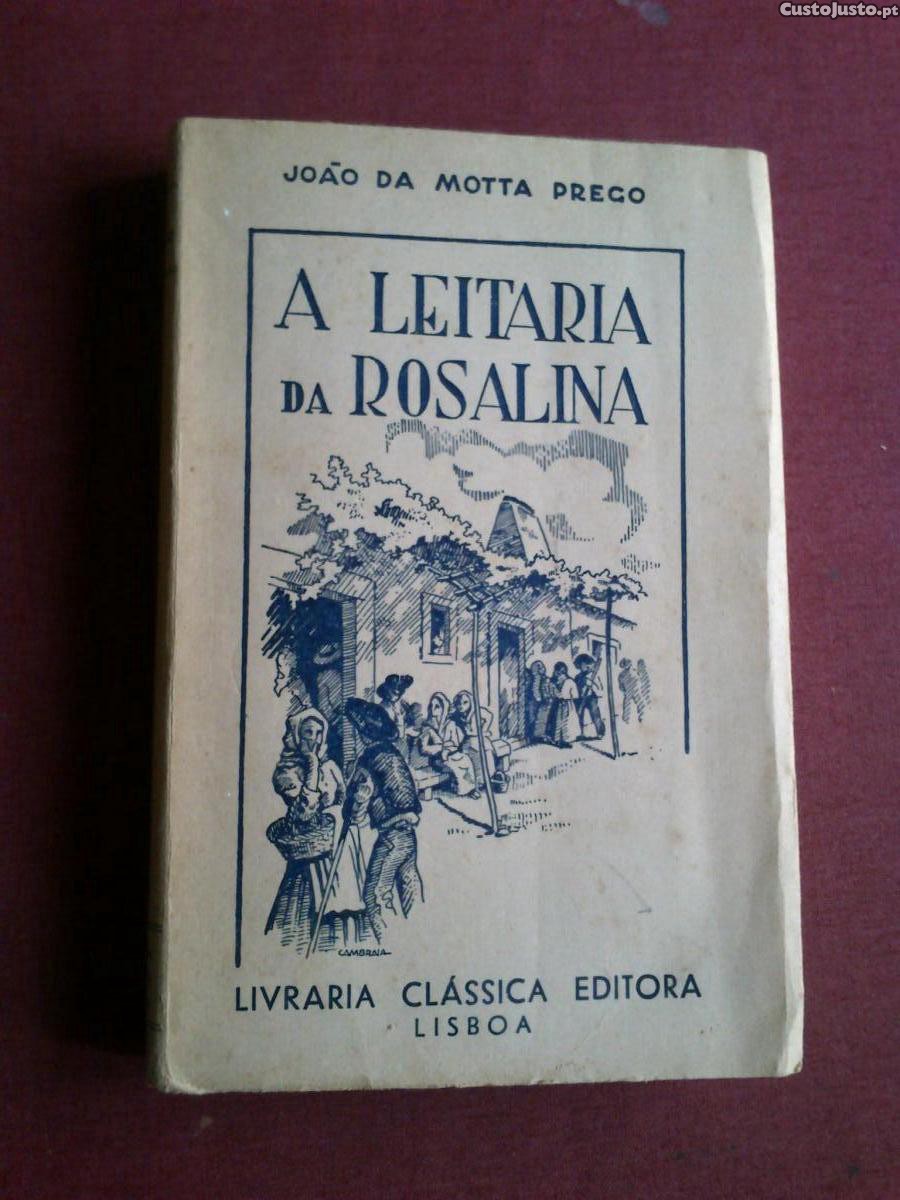 CustoJusto.pt
JOÃO DA MOTTA PREGO
A LEITARIA
DA ROSALINA
CAMBRAIA
LIVRARIA CLÁSSICA EDITORA
LISBOA